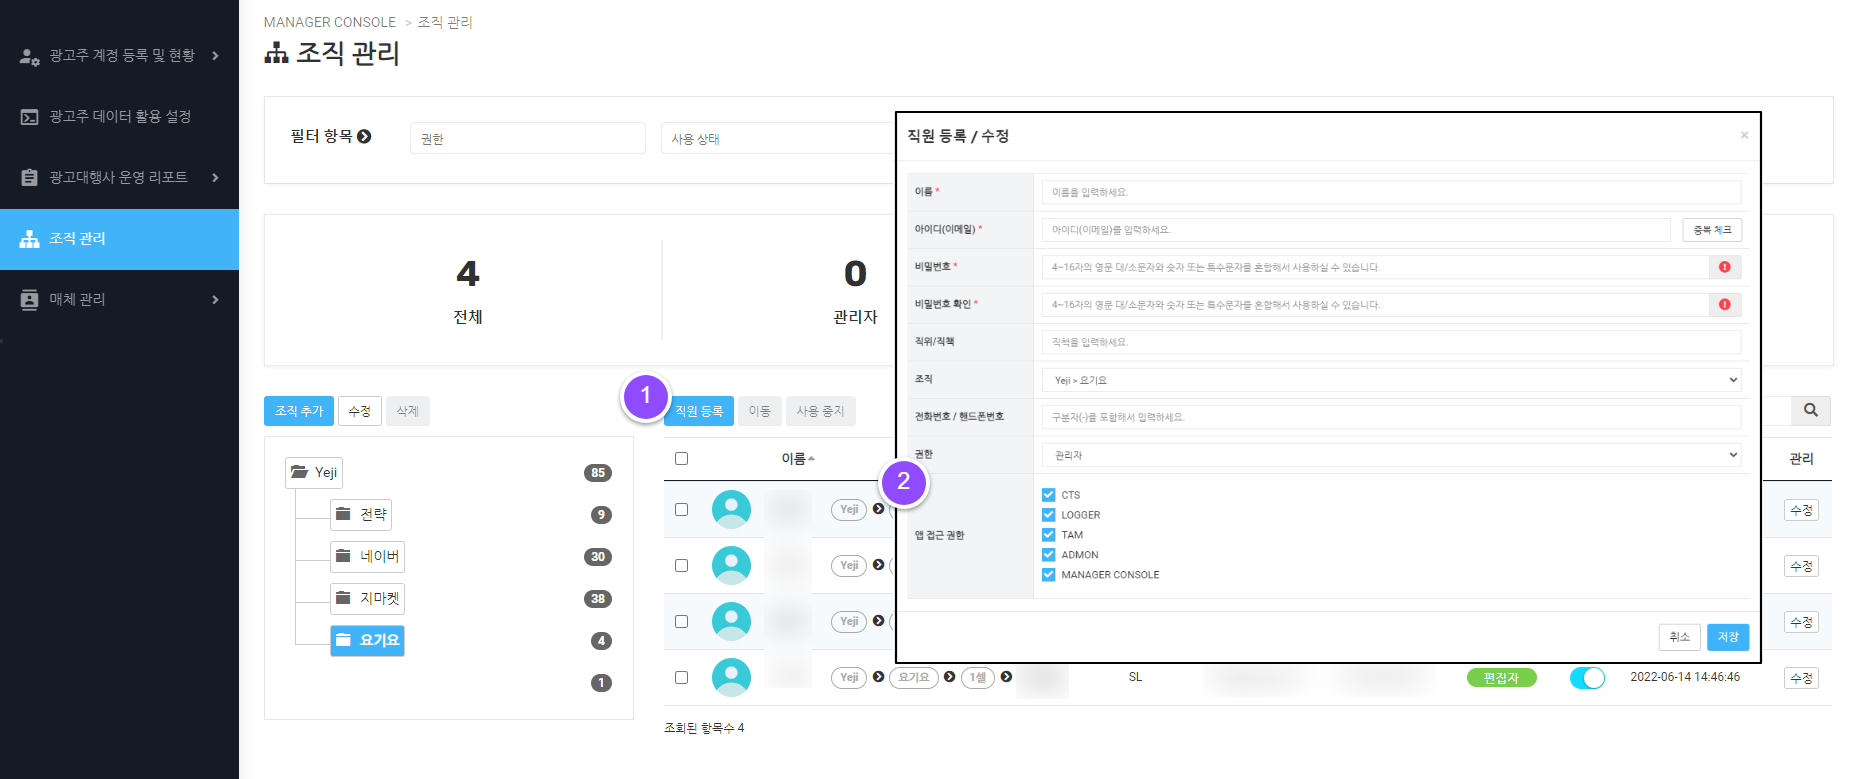 MANAGER CONSOLE > 조직 관리
조직 관리
광고주 계정 등록 및 현황
광고주 데이터 활용 설정
광고대행사 운영 리포트
조직 관리
매체 관리
필터 항목
권한
사용 상태
4
전체
0
관리자
조직 추가
수정
삭제
Yeji
85
전략
9
네이버
30
지마켓
38
요기요
4
1
1
직원 등록
이동
사용 중지
이름
관리
Yeji
수정
Yeji
수정
Yeji
수정
Yeji
요기요
1셀
SL
편집자
2022-06-14 14:46:46
수정
조회된 항목수 4
2
직원 등록 / 수정
×
이름 *
이름을 입력하세요.
아이디(이메일) *
아이디(이메일)를 입력하세요.
중복 체크
비밀번호 *
4~16자의 영문 대/소문자와 숫자 또는 특수문자를 혼합해서 사용하실 수 있습니다.
비밀번호 확인 *
4~16자의 영문 대/소문자와 숫자 또는 특수문자를 혼합해서 사용하실 수 있습니다.
직위/직책
직책을 입력하세요.
조직
Yeji > 요기요
전화번호 / 핸드폰번호
구분자(-)를 포함해서 입력하세요.
권한
관리자
앱 접근 권한
CTS
LOGGER
TAM
ADMON
MANAGER CONSOLE
취소
저장